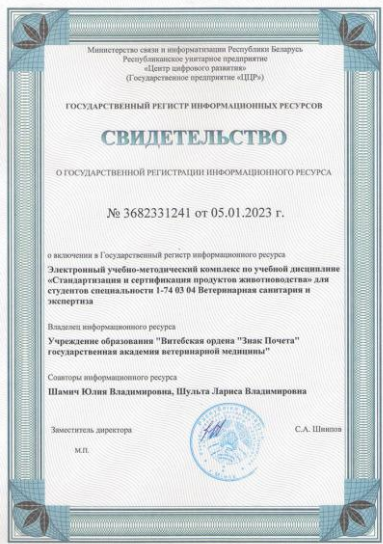 Министерство связи и информатизации Республики Беларусь
Республиканское унитарное предприятие
«Центр цифрового развития»
(Государственное предприятие «ЦЦР»)
ГОСУДАРСТВЕННЫЙ РЕГИСТР ИНФОРМАЦИОННЫХ РЕСУРСОВ
СВИДЕТЕЛЬСТВО
О ГОСУДАРСТВЕННОЙ РЕГИСТРАЦИИ ИНФОРМАЦИОННОГО РЕСУРСА
№ 3682331241 от 05.01.2023 г.
о включении в Государственный регистр информационного ресурса
Электронный учебно-методический комплекс по учебной дисциплине
«Стандартизация и сертификация продуктов животноводства» для
студентов специальности 1-74 03 04 Ветеринарная санитария и
экспертиза
Владелец информационного ресурса
Учреждение образования "Витебская ордена "Знак Почета"
государственная академия ветеринарной медицины"
Соавторы информационного ресурса
Шамич Юлия Владимировна, Шульга Лариса Владимировна
Заместитель директора
С.А. Шнипов
М.П.